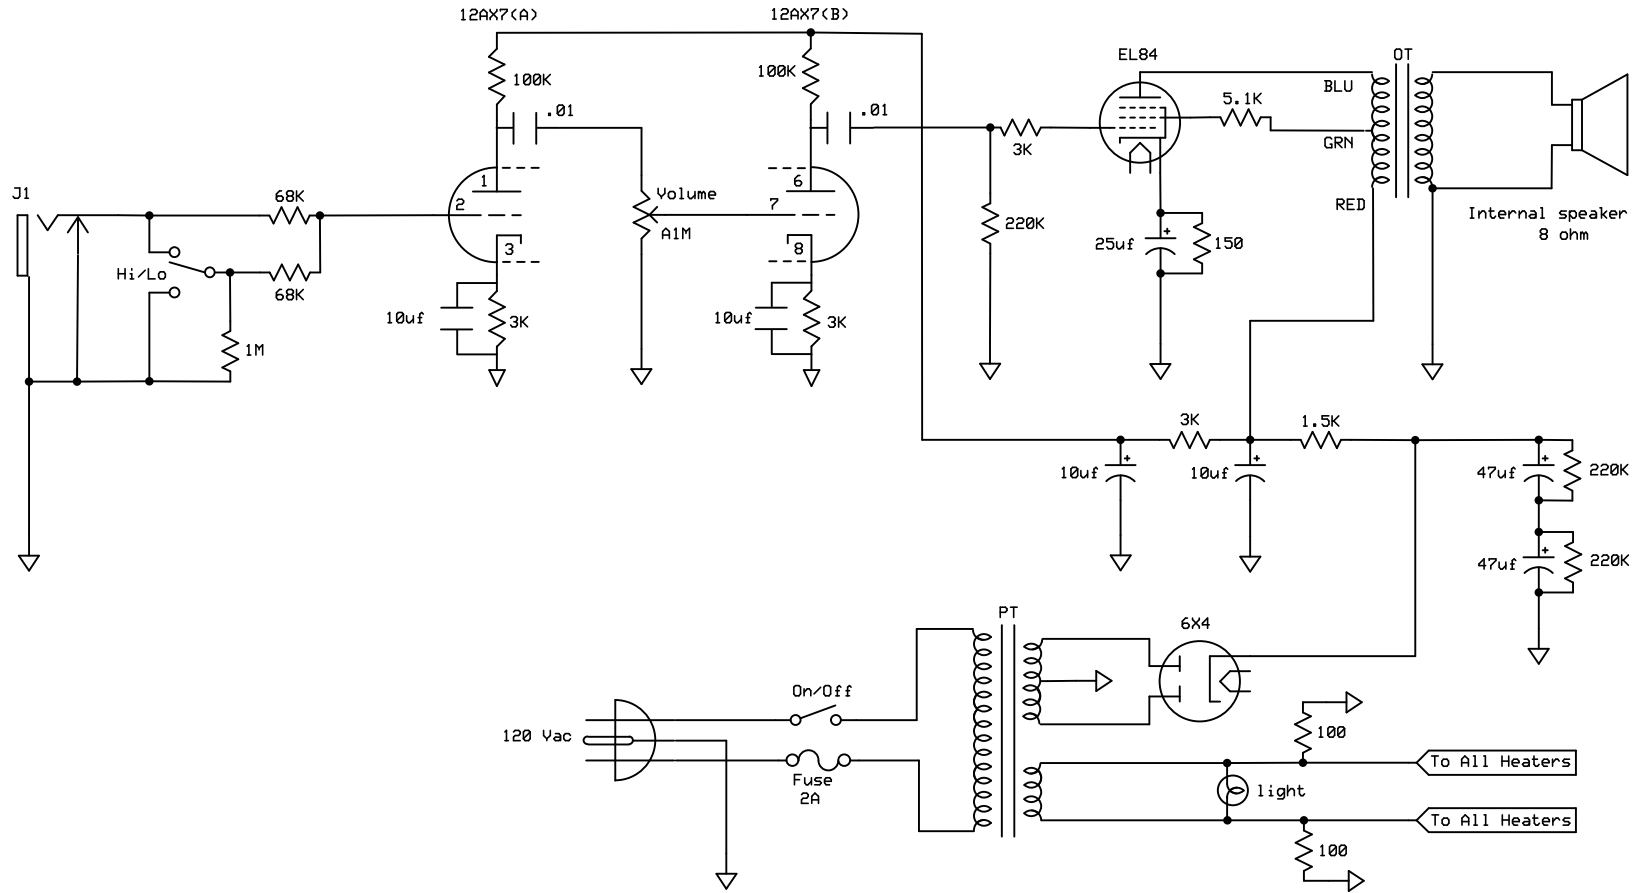 12AX7(A)
12AX7(B)
100K
.01
100K
.01
EL84
OT
BLU
5.1K
GRN
RED
3K
J1
68K
1
2
3
Volume
A1M
6
7
8
220K
25uf
+
150
Internal speaker
8 ohm
Hi/Lo
68K
1M
10uf
3K
10uf
3K
3K
1.5K
10uf
+
10uf
+
47uf
+
220K
47uf
+
220K
PT
6X4
On/Off
120 Vac
Fuse
2A
100
To All Heaters
light
To All Heaters
100